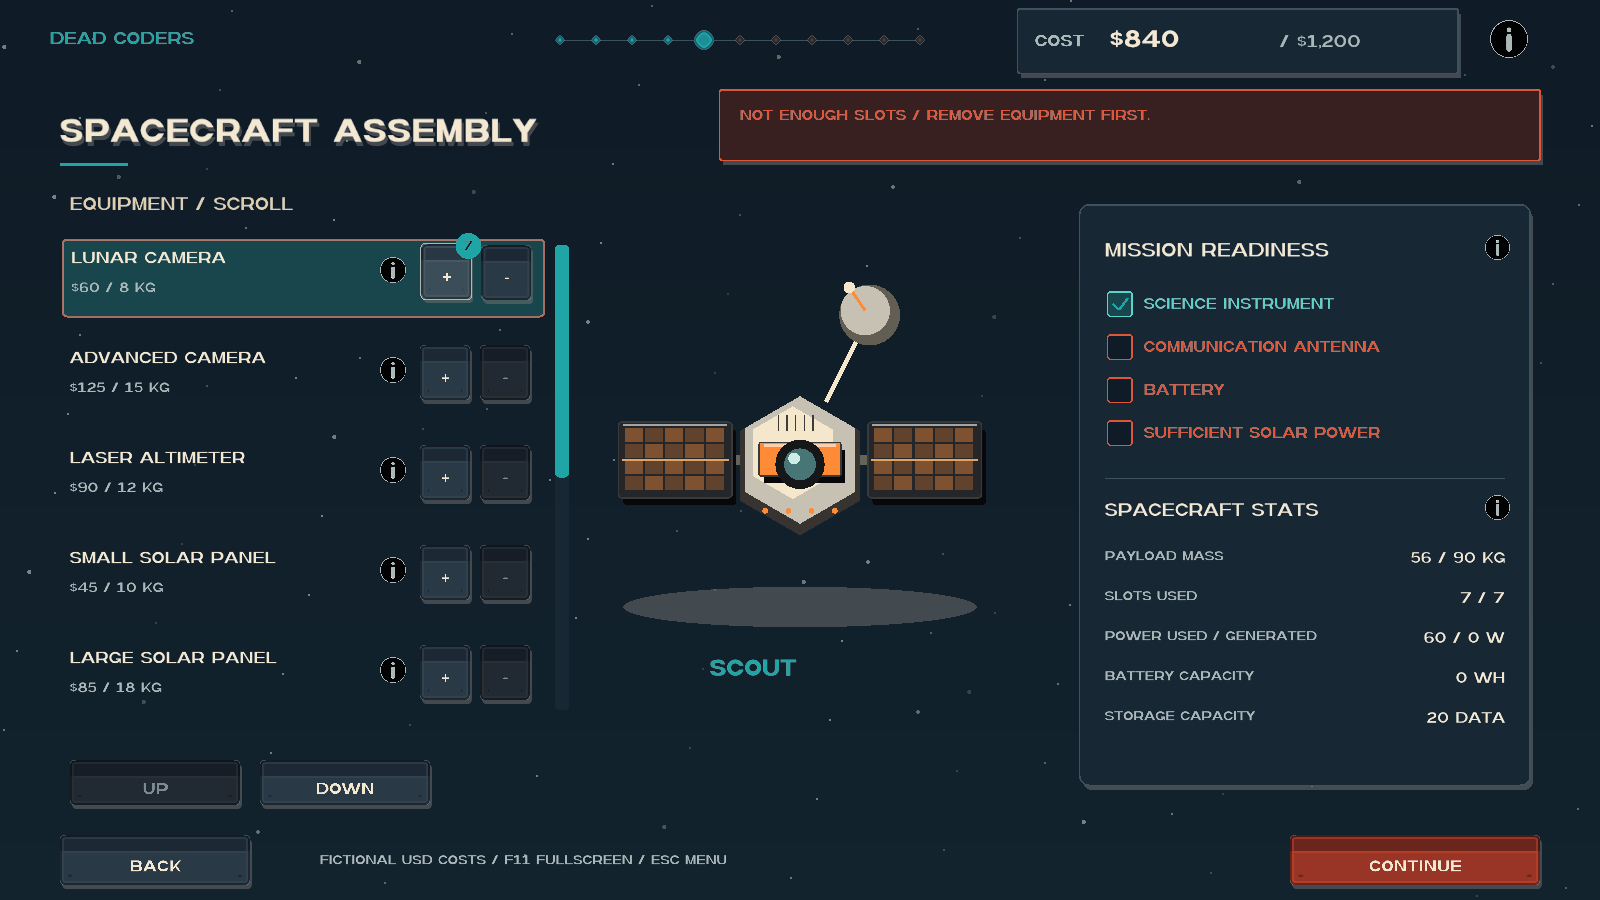 DEAD CODERS
COST $840 / $1,200
NOT ENOUGH SLOTS / REMOVE EQUIPMENT FIRST.
SPACECRAFT ASSEMBLY
EQUIPMENT / SCROLL
LUNAR CAMERA
$60 / 8 KG
+ -
ADVANCED CAMERA
$125 / 15 KG
+ -
LASER ALTIMETER
$90 / 12 KG
+ -
SMALL SOLAR PANEL
$45 / 10 KG
+ -
LARGE SOLAR PANEL
$85 / 18 KG
+ -
UP DOWN
SCOUT
MISSION READINESS
SCIENCE INSTRUMENT
COMMUNICATION ANTENNA
BATTERY
SUFFICIENT SOLAR POWER
SPACECRAFT STATS
PAYLOAD MASS 56 / 90 KG
SLOTS USED 7 / 7
POWER USED / GENERATED 60 / 0 W
BATTERY CAPACITY 0 WH
STORAGE CAPACITY 20 DATA
BACK
FICTIONAL USD COSTS / F11 FULLSCREEN / ESC MENU
CONTINUE